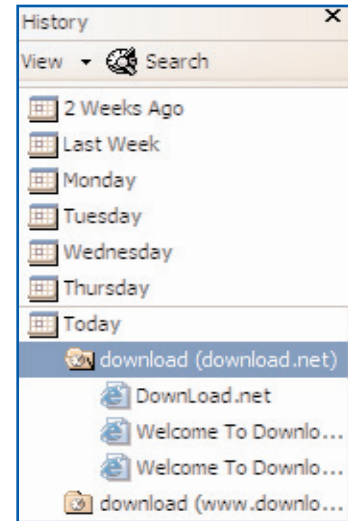 History
View Search
2 Weeks Ago
Last Week
Monday
Tuesday
Wednesday
Thursday
Today
download (download.net)
DownLoad.net
Welcome To Downlo...
Welcome To Downlo...
download (www.downlo...